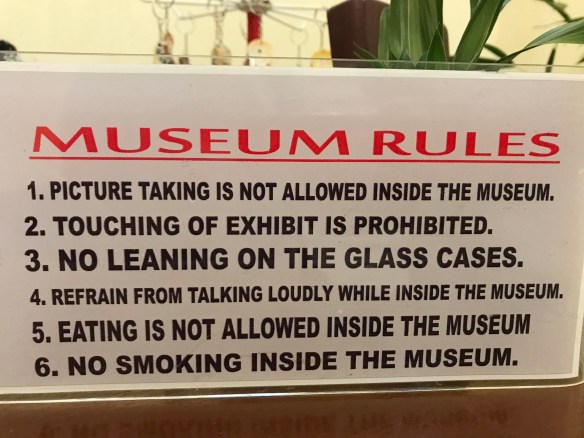 MUSEUM RULES
1. PICTURE TAKING IS NOT ALLOWED INSIDE THE MUSEUM.
2. TOUCHING OF EXHIBIT IS PROHIBITED.
3. NO LEANING ON THE GLASS CASES.
4. REFRAIN FROM TALKING LOUDLY WHILE INSIDE THE MUSEUM.
5. EATING IS NOT ALLOWED INSIDE THE MUSEUM
6. NO SMOKING INSIDE THE MUSEUM.